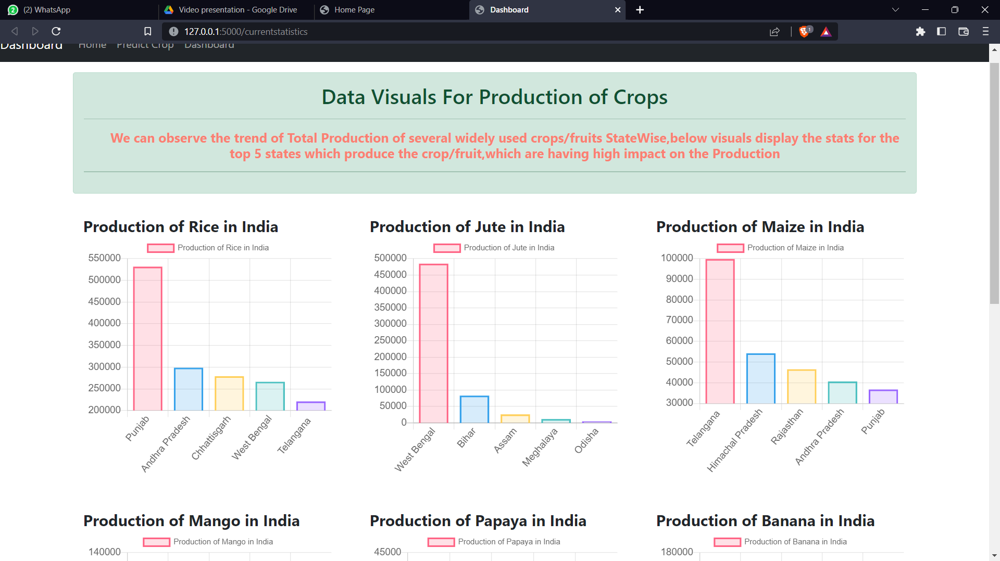 (2) WhatsApp
Video presentation - Google Drive
Home Page
Dashboard
127.0.0.1:5000/currentstatistics
1
Dashboard Home Predict Crop Dashboard
Data Visuals For Production of Crops
We can observe the trend of Total Production of several widely used crops/fruits StateWise,below visuals display the stats for the
top 5 states which produce the crop/fruit,which are having high impact on the Production
Production of Rice in India
Production of Rice in India
550000
500000
450000
400000
350000
300000
250000
200000
Punjab
Andhra Pradesh
Chhattisgarh
West Bengal
Telangana
Production of Jute in India
Production of Jute in India
500000
450000
400000
350000
300000
250000
200000
150000
100000
50000
0
West Bengal
Bihar
Assam
Meghalaya
Odisha
Production of Maize in India
Production of Maize in India
100000
90000
80000
70000
60000
50000
40000
30000
Telangana
Himachal Pradesh
Rajasthan
Andhra Pradesh
Punjab
Production of Mango in India
Production of Mango in India
140000
Production of Papaya in India
Production of Papaya in India
45000
Production of Banana in India
Production of Banana in India
180000